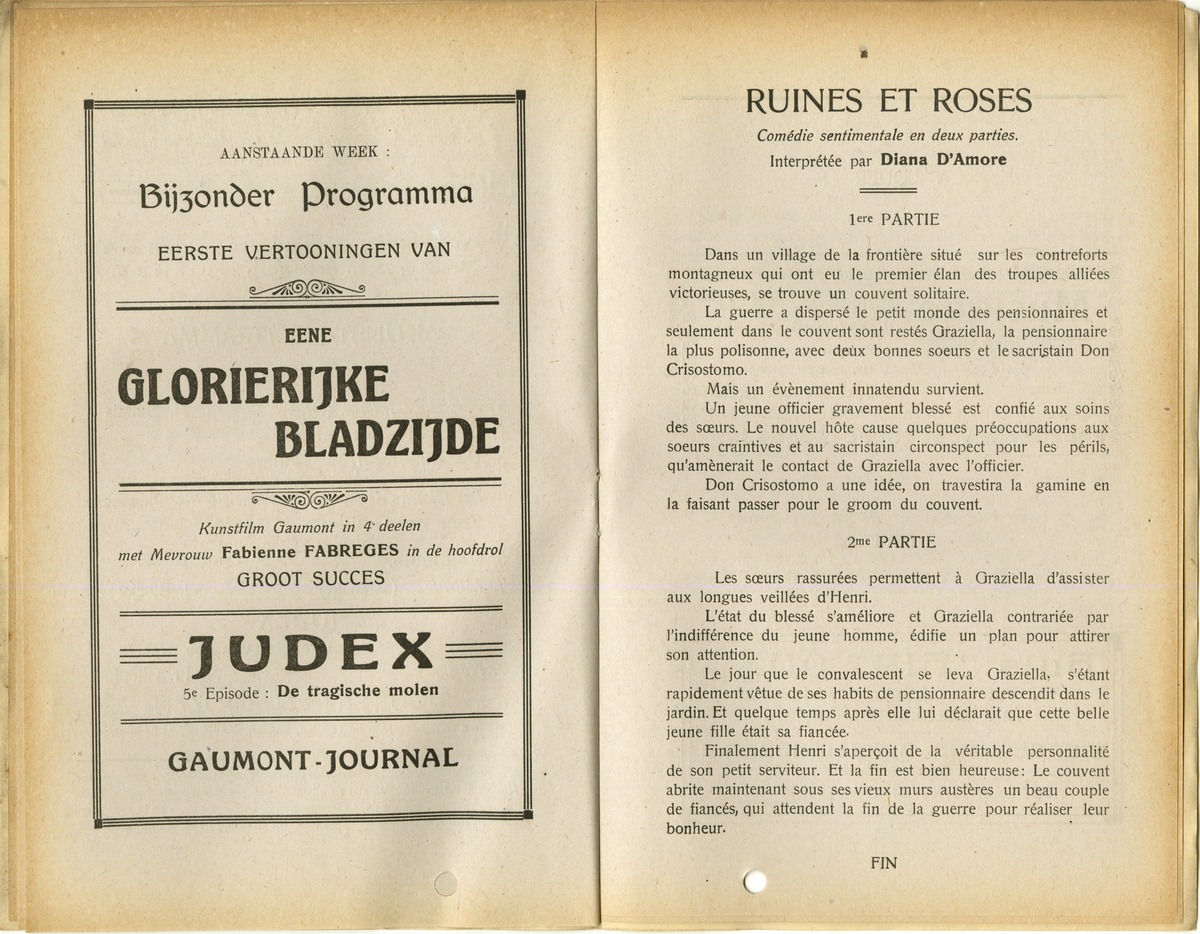 AANSTAANDE WEEK :
Bijzonder Programma
EERSTE VERTOONINGEN VAN
EENE
GLORIERIJKE
BLADZIJDE
Kunstfilm Gaumont in 4 deelen
met Mevrouw Fabienne FABREGES in de hoofdrol
GROOT SUCCES
JUDEX
5e Episode : De tragische molen
GAUMONT-JOURNAL
RUINES ET ROSES
Comédie sentimentale en deux parties.
Interprétée par Diana D'Amore
1ere PARTIE
Dans un village de la frontière situé sur les contreforts
montagneux qui ont eu le premier élan des troupes alliées
victorieuses, se trouve un couvent solitaire.
La guerre a dispersé le petit monde des pensionnaires et
seulement dans le couvent sont restés Graziella, la pensionnaire
la plus polisonne, avec deux bonnes soeurs et le sacristain Don
Crisostomo.
Mais un évènement innatendu survient.
Un jeune officier gravement blessé est confié aux soins
des sœurs. Le nouvel hôte cause quelques préoccupations aux
soeurs craintives et au sacristain circonspect pour les périls,
qu'amènerait le contact de Graziella avec l'officier.
Don Crisostomo a une idée, on travestira la gamine en
la faisant passer pour le groom du couvent.
2me PARTIE
Les sœurs rassurées permettent à Graziella d'assister
aux longues veillées d'Henri.
L'état du blessé s'améliore et Graziella contrariée par
l'indifférence du jeune homme, édifie un plan pour attirer
son attention.
Le jour que le convalescent se leva Graziella, s'étant
rapidement vêtue de ses habits de pensionnaire descendit dans le
jardin. Et quelque temps après elle lui déclarait que cette belle
jeune fille était sa fiancée.
Finalement Henri s'aperçoit de la véritable personnalité
de son petit serviteur. Et la fin est bien heureuse: Le couvent
abrite maintenant sous ses vieux murs austères un beau couple
de fiancés, qui attendent la fin de la guerre pour réaliser leur
bonheur.
FIN